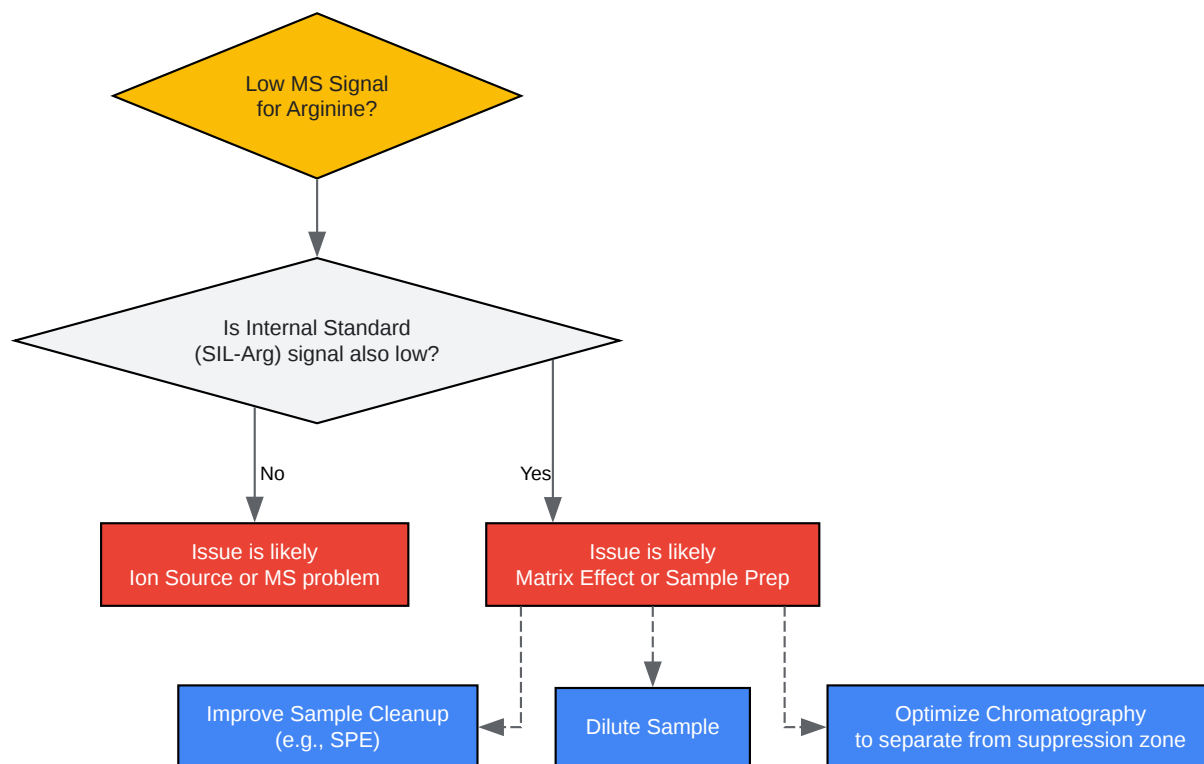 Low MS Signal
for Arginine?
Is Internal Standard
(SIL-Arg) signal also low?
No
Yes
Issue is likely
Ion Source or MS problem
Issue is likely
Matrix Effect or Sample Prep
Improve Sample Cleanup
(e.g., SPE)
Dilute Sample
Optimize Chromatography
to separate from suppression zone